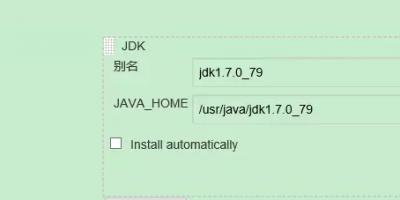 JDK
别名
jdk1.7.0_79
JAVA_HOME
/usr/java/jdk1.7.0_79
Install automatically